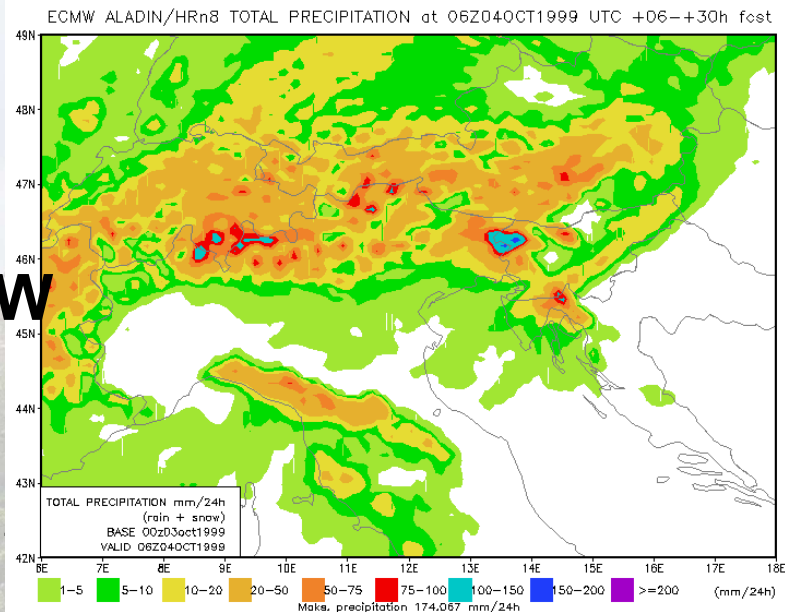 ECMW ALADIN/HRn8 TOTAL PRECIPITATION at 06Z04OCT1999 UTC +06-+30h fcst
49N
48N
47N
46N
W
45N
44N
43N
TOTAL PRECIPITATION mm/24h
(rain + snow)
BASE 00z03oct1999
VALID 06Z04OCT1999
42N
6E 7E 8E 9E 10E 11E 12E 13E 14E 15E 16E 17E 18E
1-5 5-10 10-20 20-50 50-75 75-100 100-150 150-200 >=200 (mm/24h)
Maks. precipitation 174.067 mm/24h